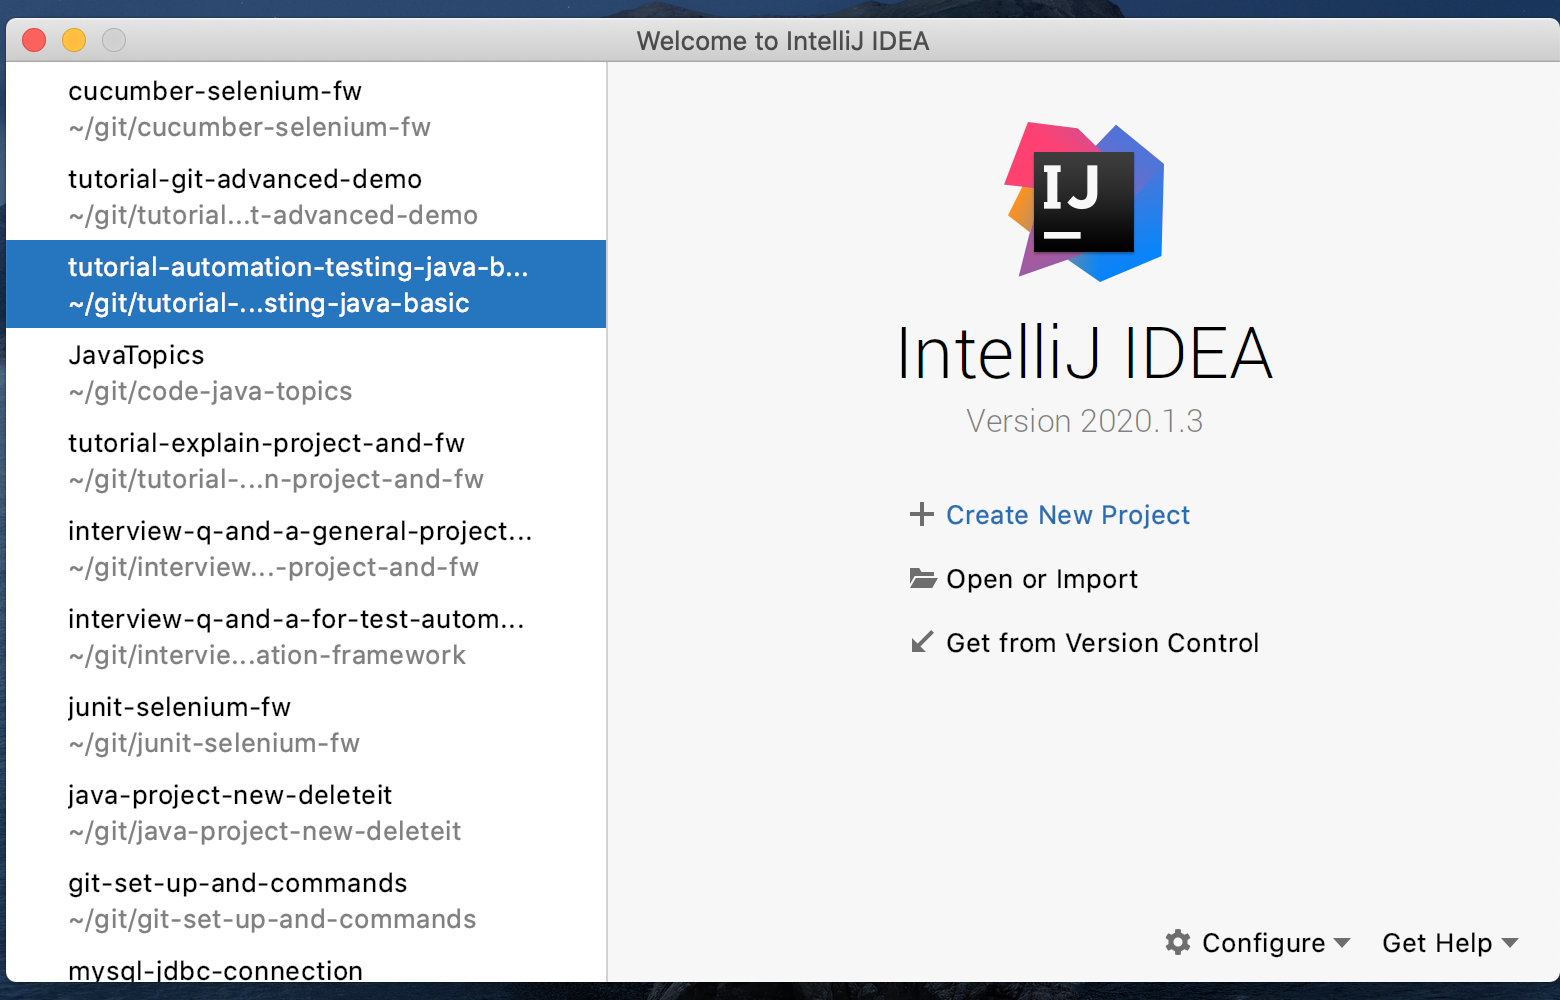 Welcome to IntelliJ IDEA
cucumber-selenium-fw
~/git/cucumber-selenium-fw
tutorial-git-advanced-demo
~/git/tutorial...t-advanced-demo
tutorial-automation-testing-java-b...
~/git/tutorial-...sting-java-basic
JavaTopics
~/git/code-java-topics
tutorial-explain-project-and-fw
~/git/tutorial-...n-project-and-fw
interview-q-and-a-general-project...
~/git/interview...-project-and-fw
interview-q-and-a-for-test-autom...
~/git/intervie...ation-framework
junit-selenium-fw
~/git/junit-selenium-fw
java-project-new-deleteit
~/git/java-project-new-deleteit
git-set-up-and-commands
~/git/git-set-up-and-commands
mysql-jdbc-connection
IJ
IntelliJ IDEA
Version 2020.1.3
Create New Project
Open or Import
Get from Version Control
Configure
Get Help